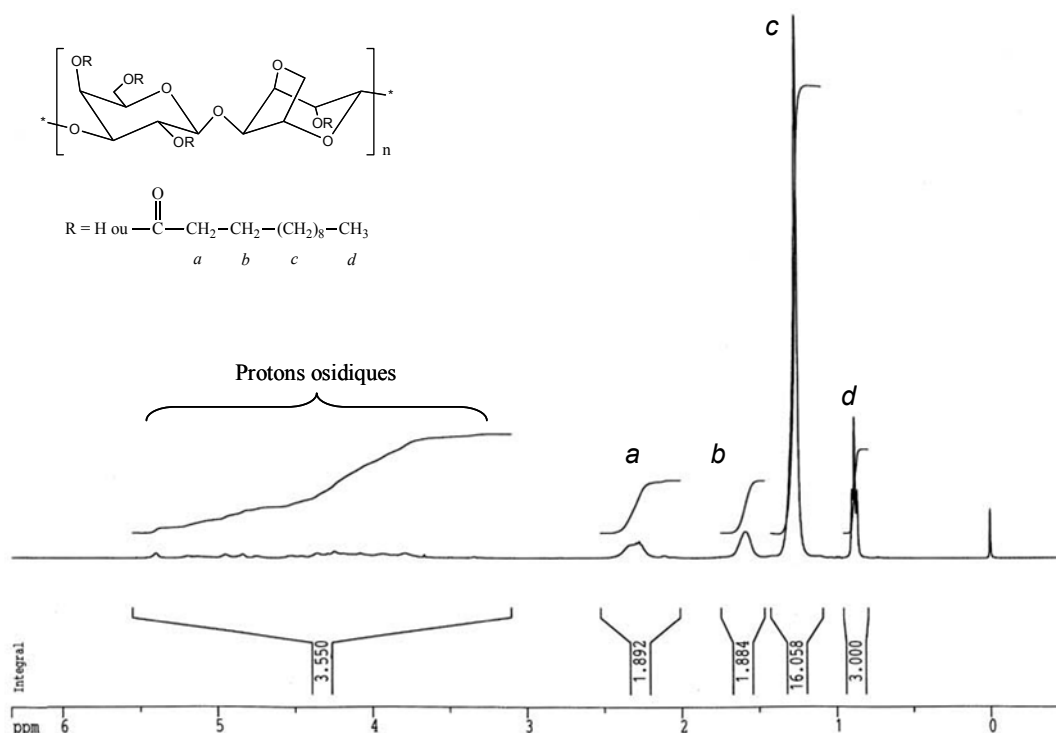 c
OR
OR
O
O
O
O
OR
OR
O
*
*
n
O
R = H ou —C—CH₂—CH₂—(CH₂)₈—CH₃
a b c d
Protons osidiques
a b d
Integral
3.550
1.892
1.884
16.058
3.000
ppm 6 5 4 3 2 1 0